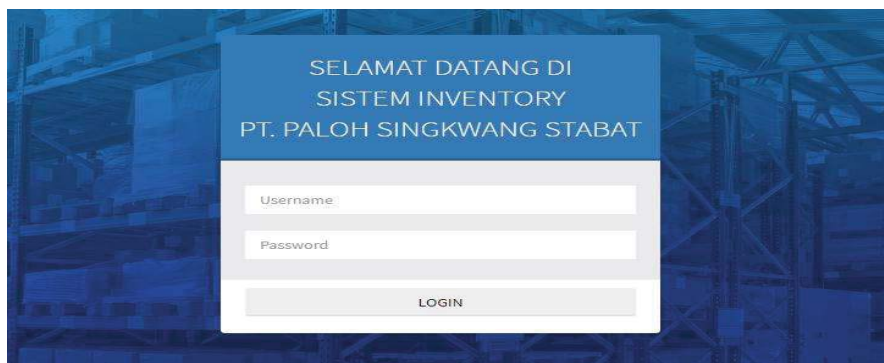 SELAMAT DATANG DI
SISTEM INVENTORY
PT. PALOH SINGKWANG STABAT
Username
Password
LOGIN